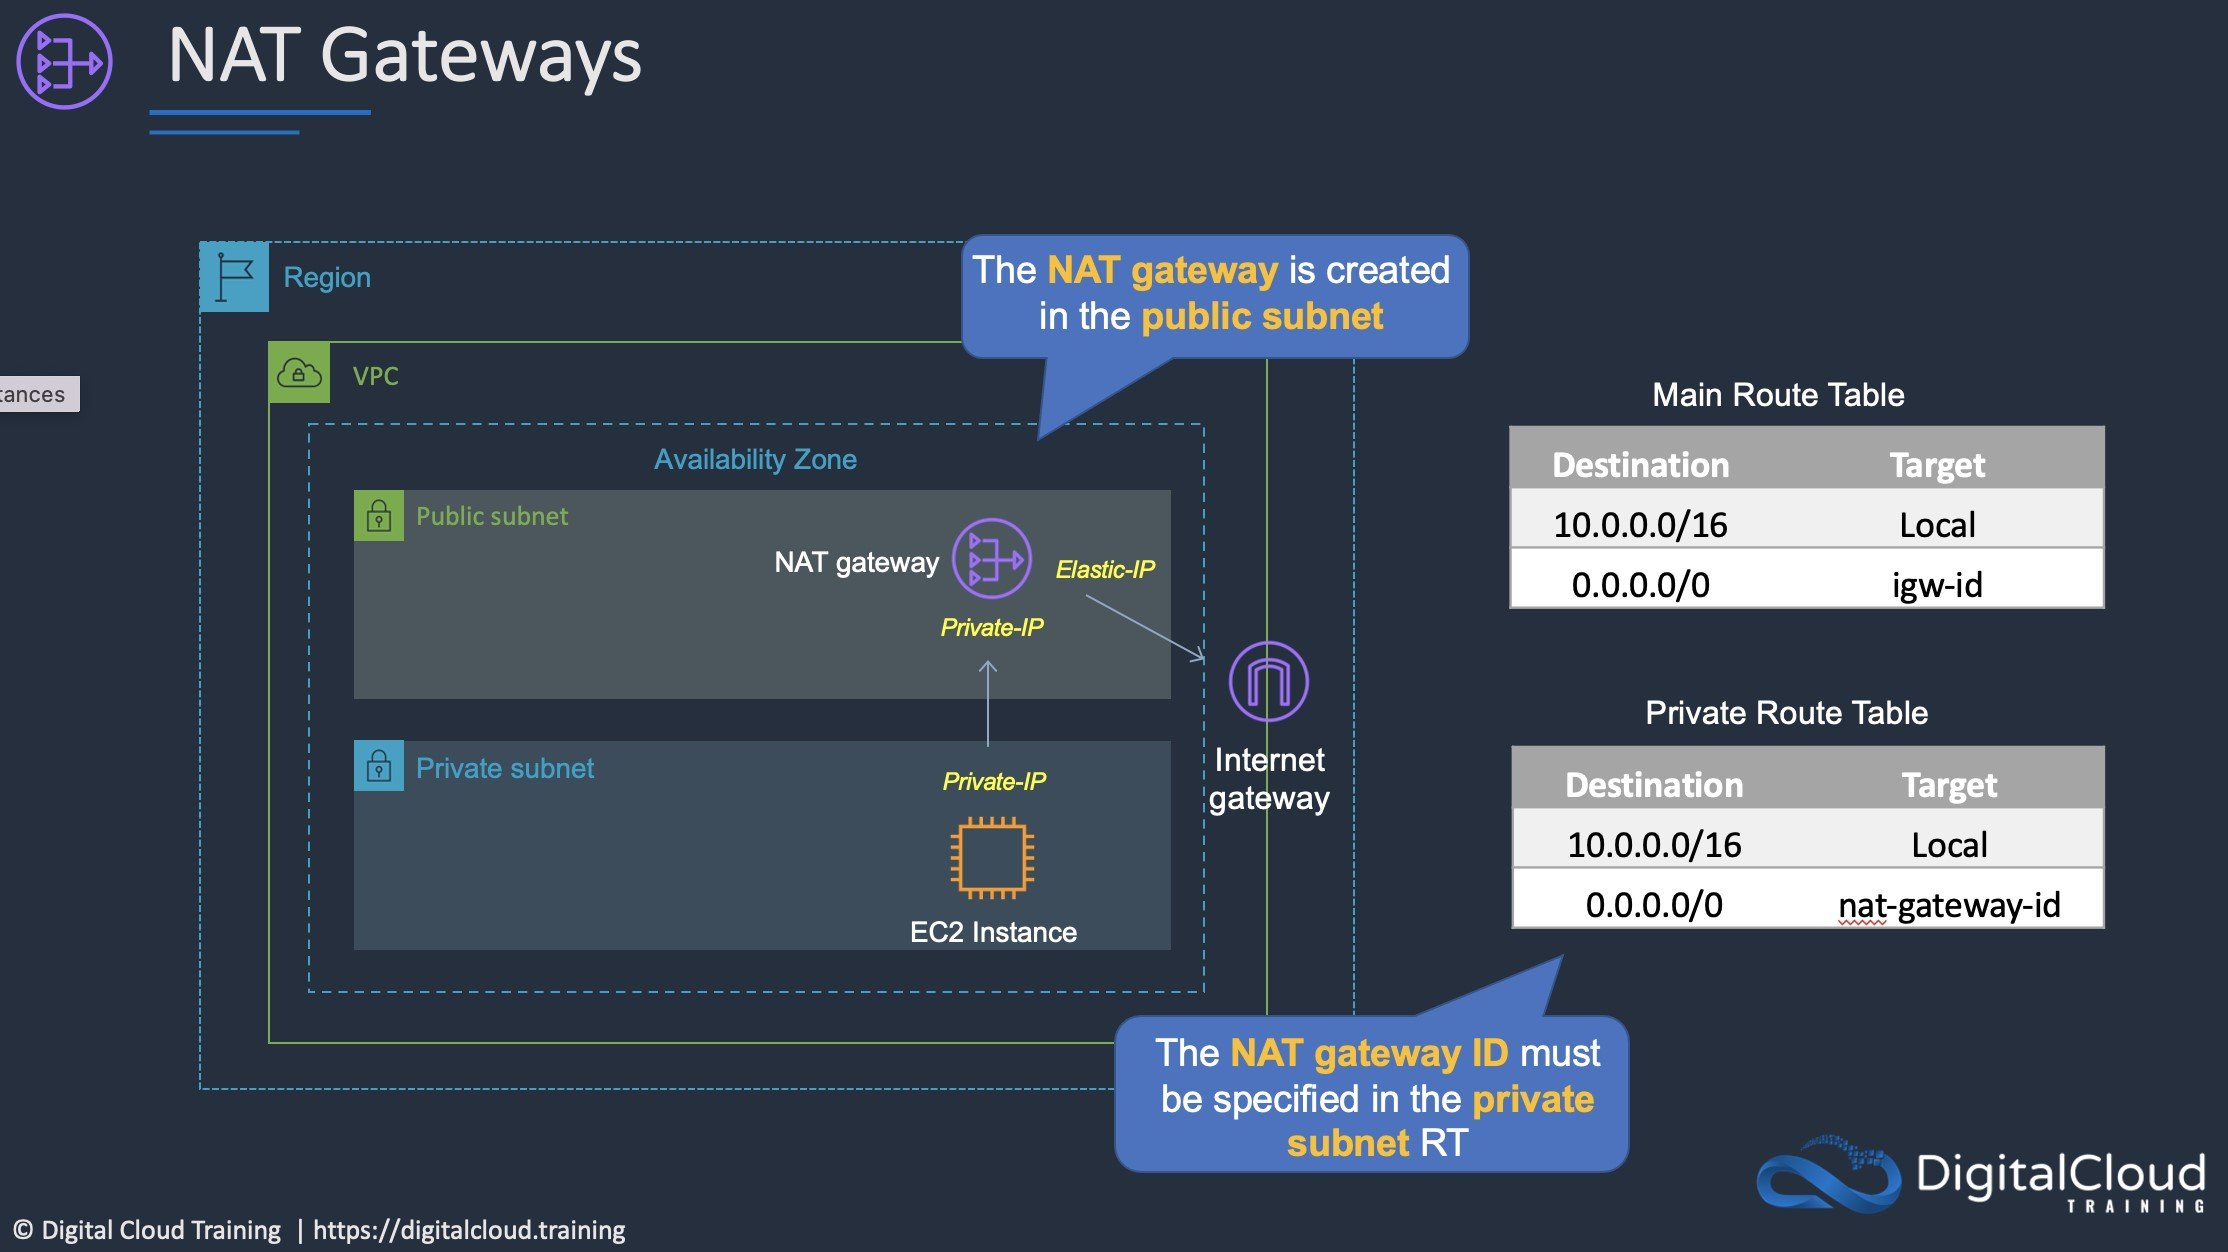 NAT Gateways
Region
The NAT gateway is created
in the public subnet
VPC
tances
Availability Zone
Public subnet
NAT gateway
Elastic-IP
Private-IP
Private subnet
Private-IP
EC2 Instance
Internet
gateway
Main Route Table
Destination Target
10.0.0.0/16 Local
0.0.0.0/0 igw-id
Private Route Table
Destination Target
10.0.0.0/16 Local
0.0.0.0/0 nat-gateway-id
The NAT gateway ID must
be specified in the private
subnet RT
DigitalCloud
TRAINING
© Digital Cloud Training | https://digitalcloud.training